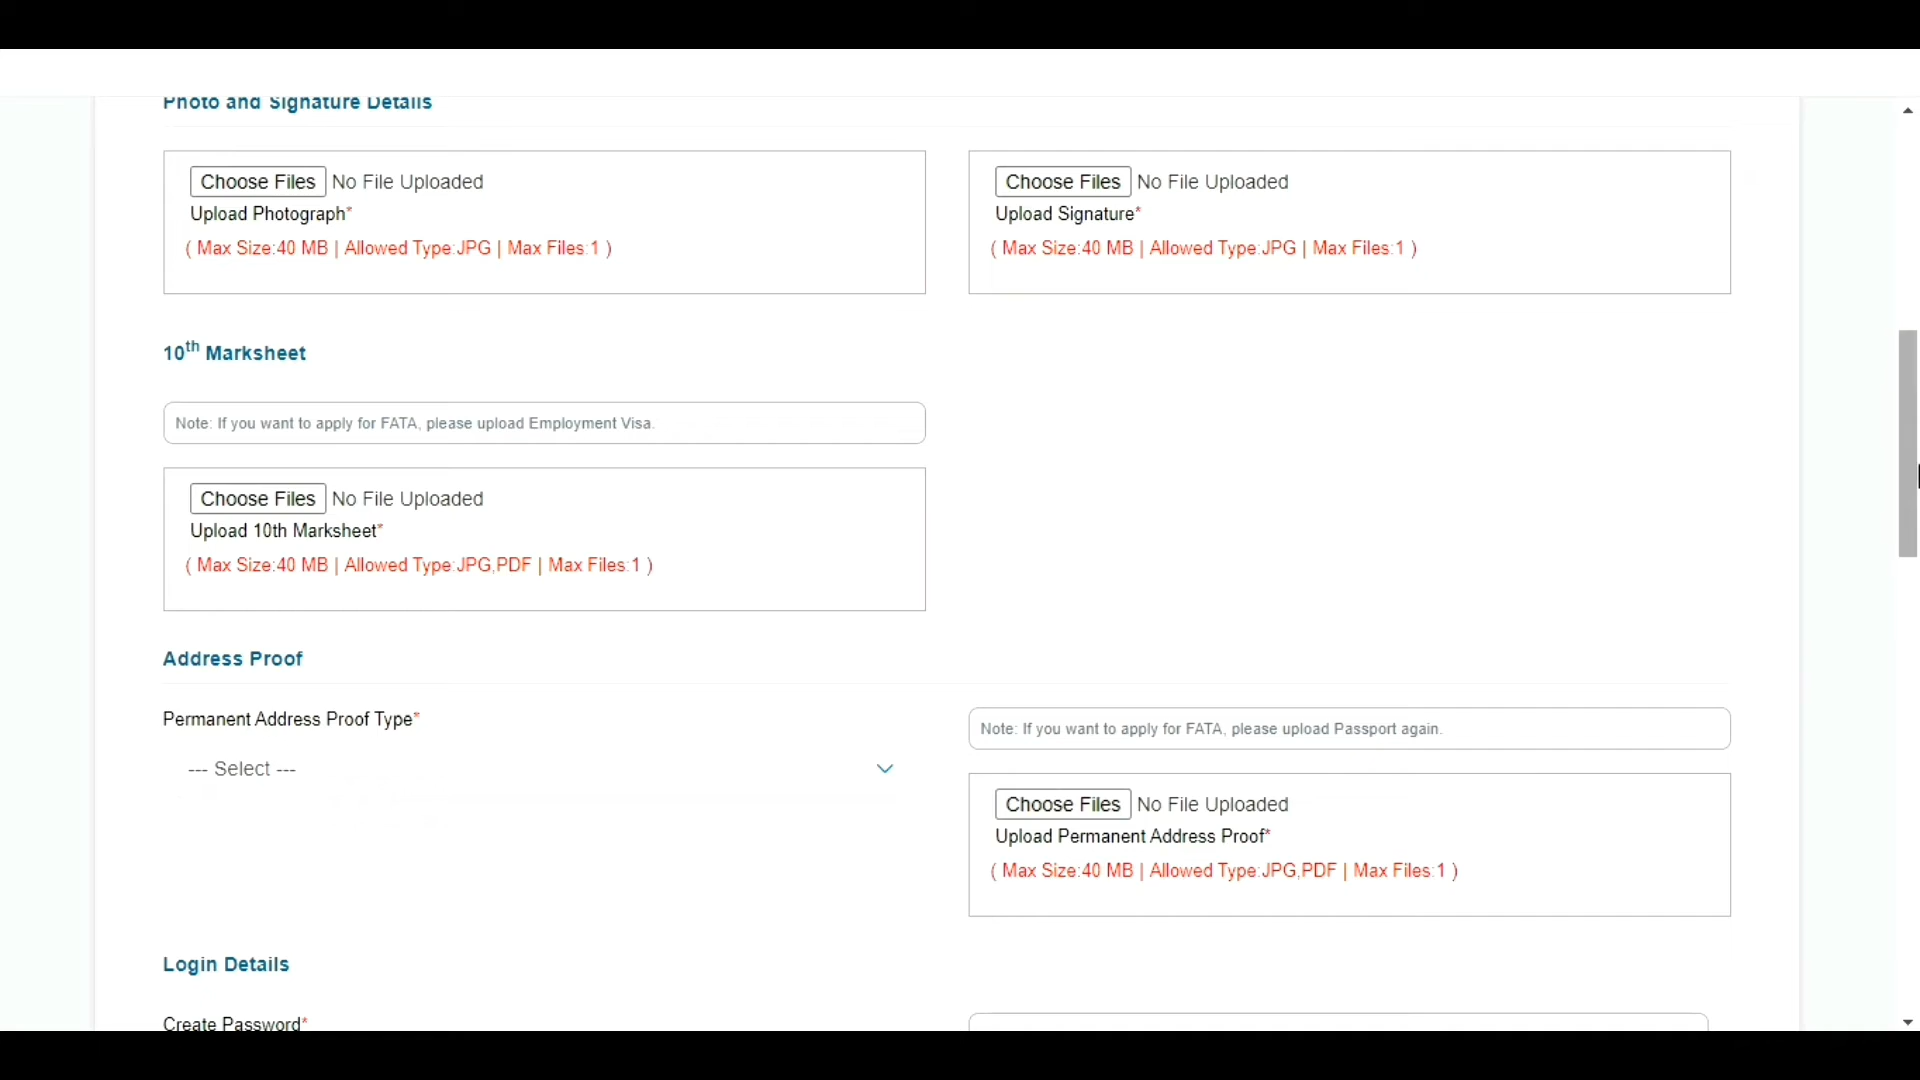 Photo and Signature Details
Choose Files No File Uploaded
Upload Photograph*
( Max Size:40 MB | Allowed Type:JPG | Max Files:1 )
Choose Files No File Uploaded
Upload Signature*
( Max Size:40 MB | Allowed Type:JPG | Max Files:1 )
10th Marksheet
Note: If you want to apply for FATA, please upload Employment Visa.
Choose Files No File Uploaded
Upload 10th Marksheet*
( Max Size:40 MB | Allowed Type:JPG,PDF | Max Files:1 )
Address Proof
Permanent Address Proof Type*
--- Select ---
Note: If you want to apply for FATA, please upload Passport again.
Choose Files No File Uploaded
Upload Permanent Address Proof*
( Max Size:40 MB | Allowed Type:JPG,PDF | Max Files:1 )
Login Details
Create Password*